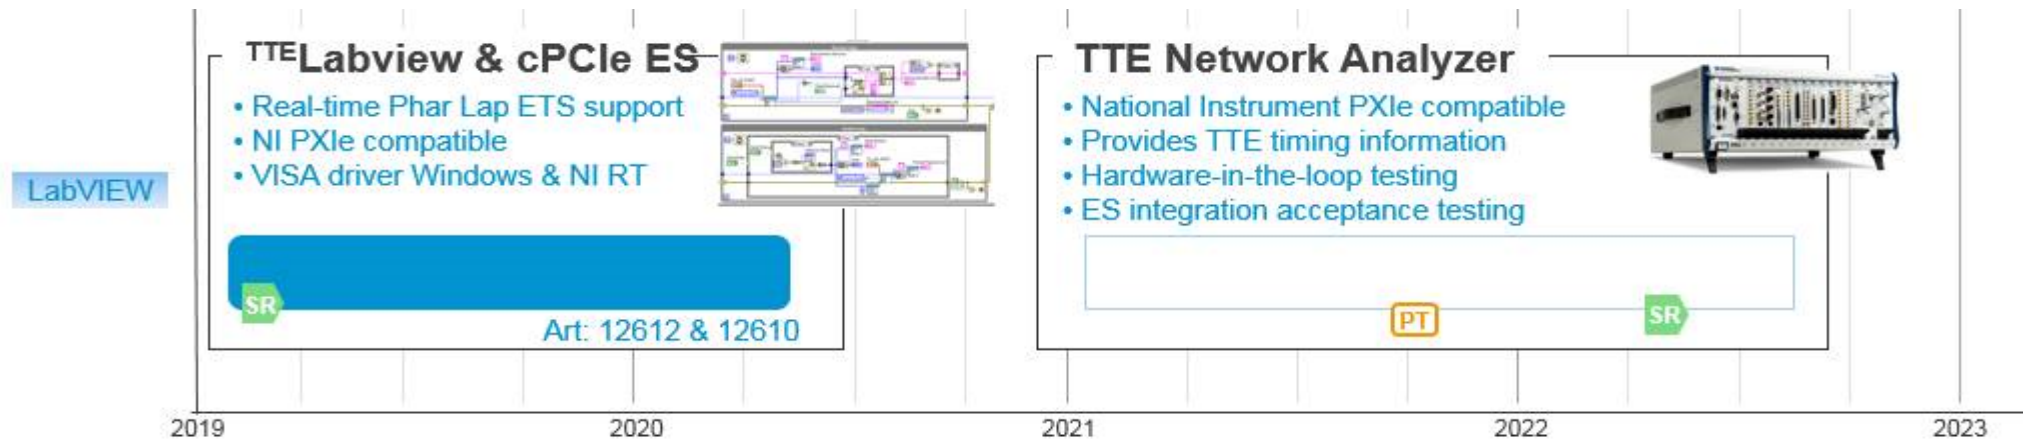 TTELabview & cPCIe ES
• Real-time Phar Lap ETS support
• NI PXIe compatible
• VISA driver Windows & NI RT
SR
Art: 12612 & 12610
TTE Network Analyzer
• National Instrument PXIe compatible
• Provides TTE timing information
• Hardware-in-the-loop testing
• ES integration acceptance testing
PT
SR
LabVIEW
2019
2020
2021
2022
2023